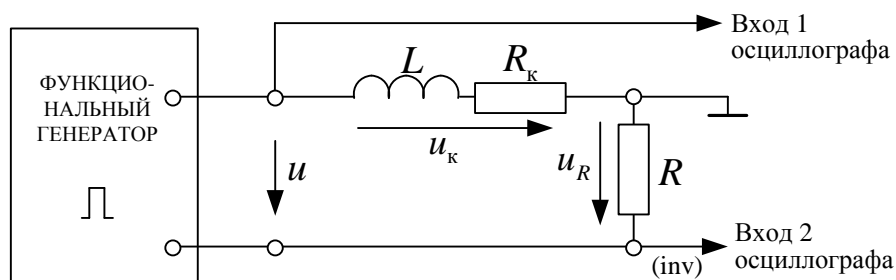 Вход 1
осциллографа
ФУНКЦИО-
НАЛЬНЫЙ
ГЕНЕРАТОР
L
Rк
uк
u
uR
R
(inv)
Вход 2
осциллографа